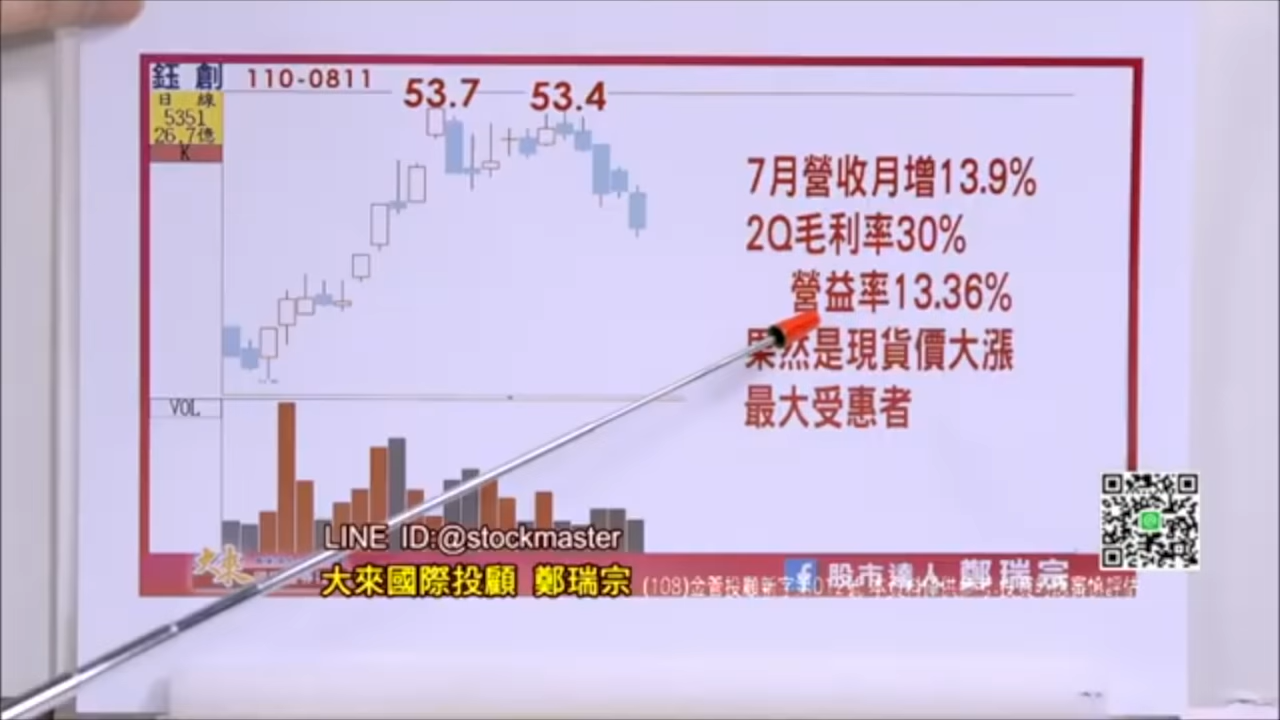 鈺創 110-0811
日線
5351
26.7億
K
53.7
53.4
7月營收月增13.9%
2Q毛利率30%
營益率13.36%
果然是現貨價大漲
最大受惠者
VOL
LINE ID:@stockmaster
大來
大來國際投顧 鄭瑞宗
股市達人 鄭瑞宗